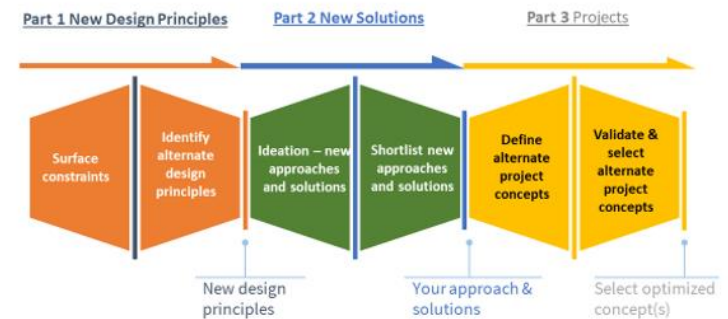 Part 1 New Design Principles
Part 2 New Solutions
Part 3 Projects
Surface
constraints
Identify
alternate
design
principles
Ideation – new
approaches
and solutions
Shortlist new
approaches
and solutions
Define
alternate
project
concepts
Validate &
select
alternate
project
concepts
New design
principles
Your approach &
solutions
Select optimized
concept(s)